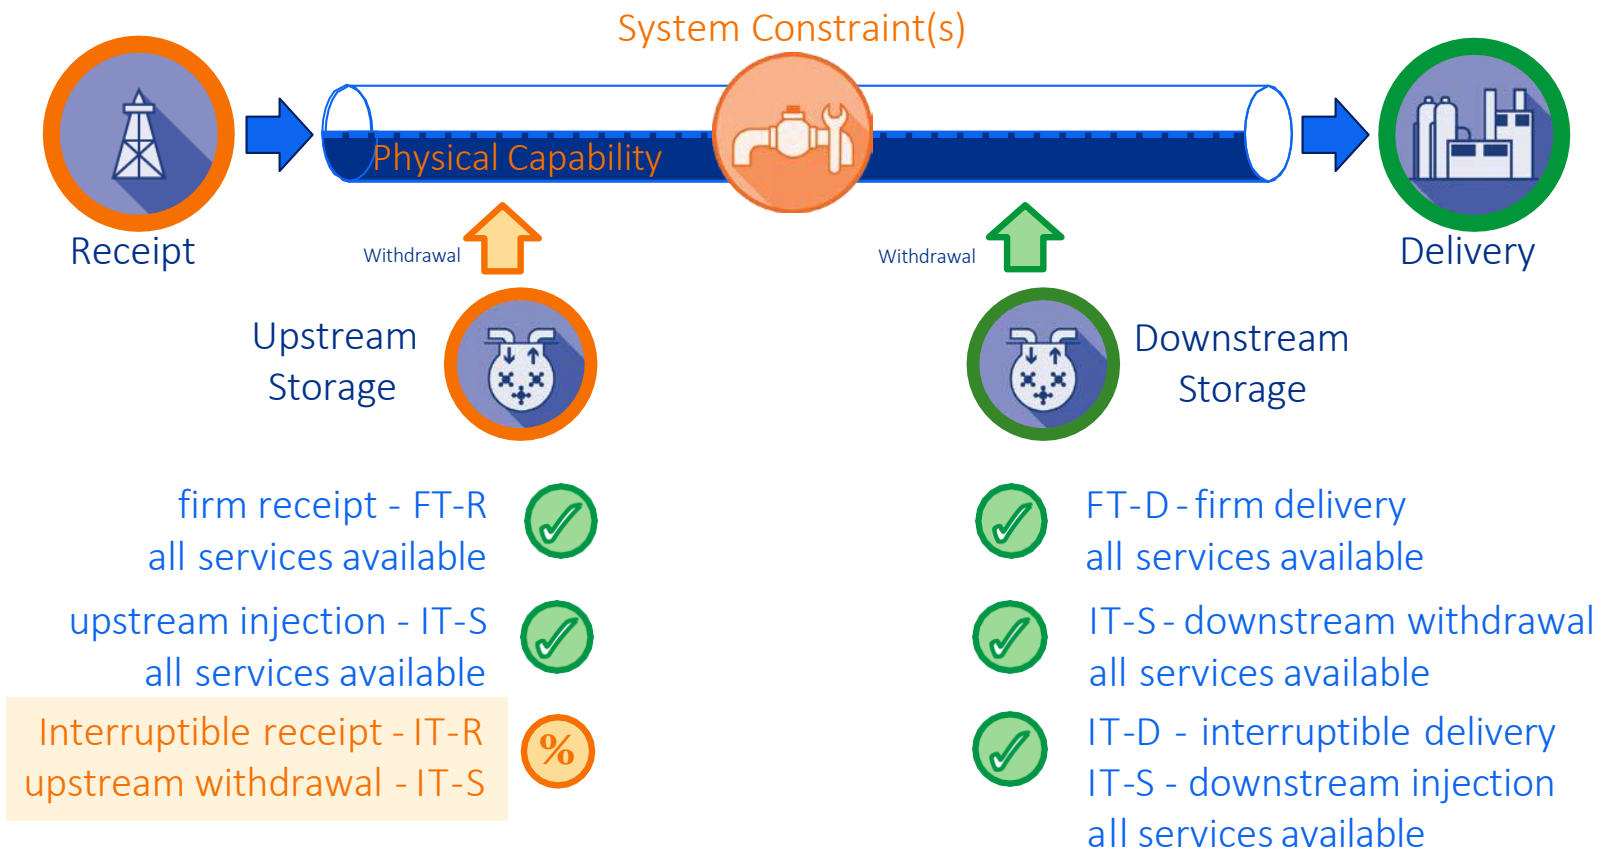 System Constraint(s)
Physical Capability
Receipt
Withdrawal
Withdrawal
Delivery
Upstream
Storage
Downstream
Storage
firm receipt - FT-R
all services available
upstream injection - IT-S
all services available
Interruptible receipt - IT-R
upstream withdrawal - IT-S
%
FT-D - firm delivery
all services available
IT-S - downstream withdrawal
all services available
IT-D - interruptible delivery
IT-S - downstream injection
all services available